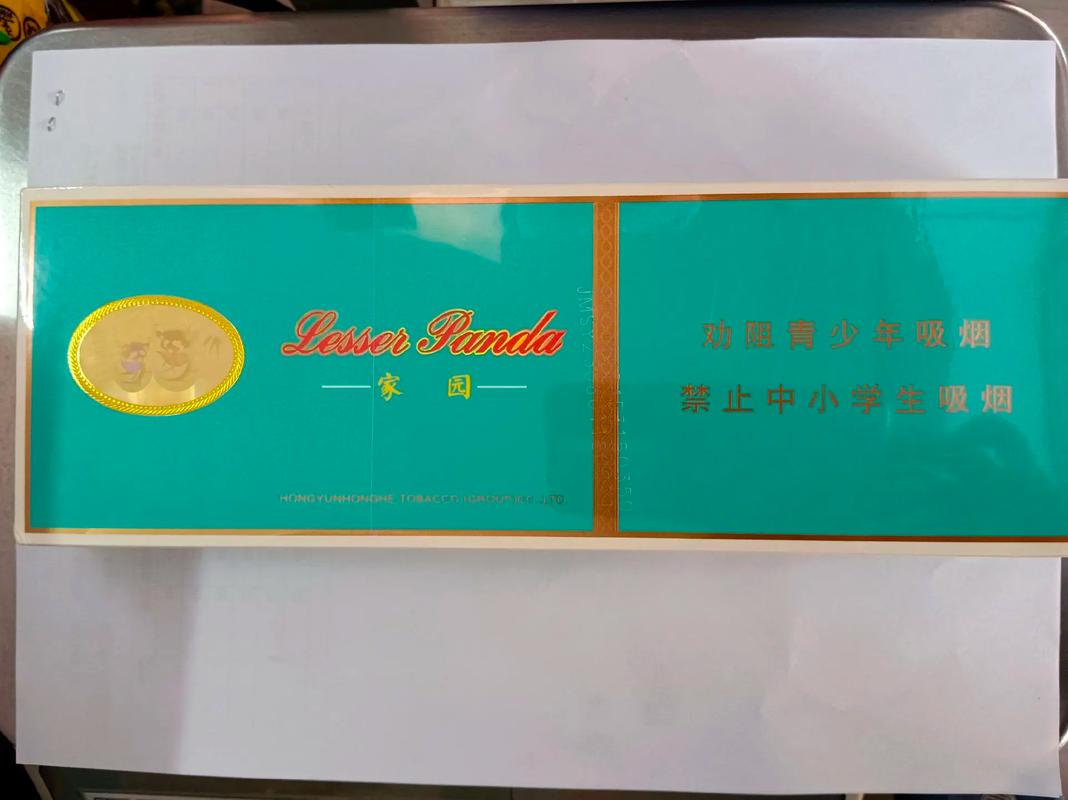 Lesser Panda
家 园
HONGYUNHONGHE TOBACCO (GROUP) CO., LTD.
劝阻青少年吸烟
禁止中小学生吸烟